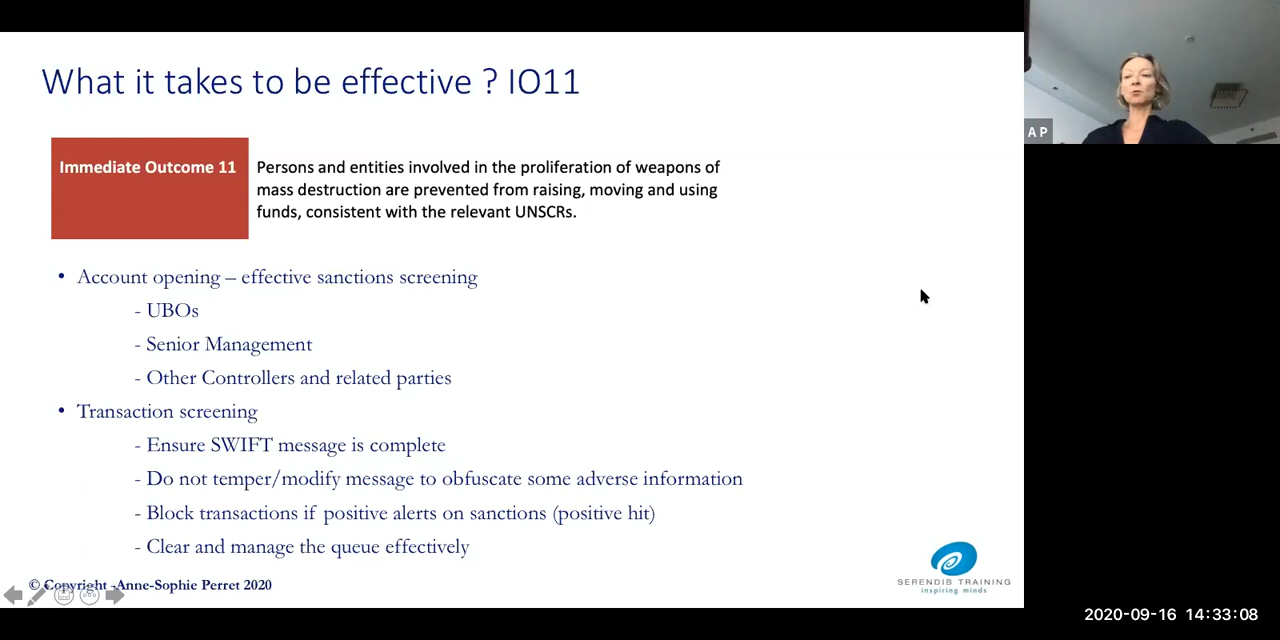 What it takes to be effective ? IO11
Immediate Outcome 11
Persons and entities involved in the proliferation of weapons of
mass destruction are prevented from raising, moving and using
funds, consistent with the relevant UNSCRs.
• Account opening – effective sanctions screening
- UBOs
- Senior Management
- Other Controllers and related parties
• Transaction screening
- Ensure SWIFT message is complete
- Do not temper/modify message to obfuscate some adverse information
- Block transactions if positive alerts on sanctions (positive hit)
- Clear and manage the queue effectively
© Copyright -Anne-Sophie Perret 2020
SERENDIB TRAINING
inspiring minds
A P
2020-09-16 14:33:08